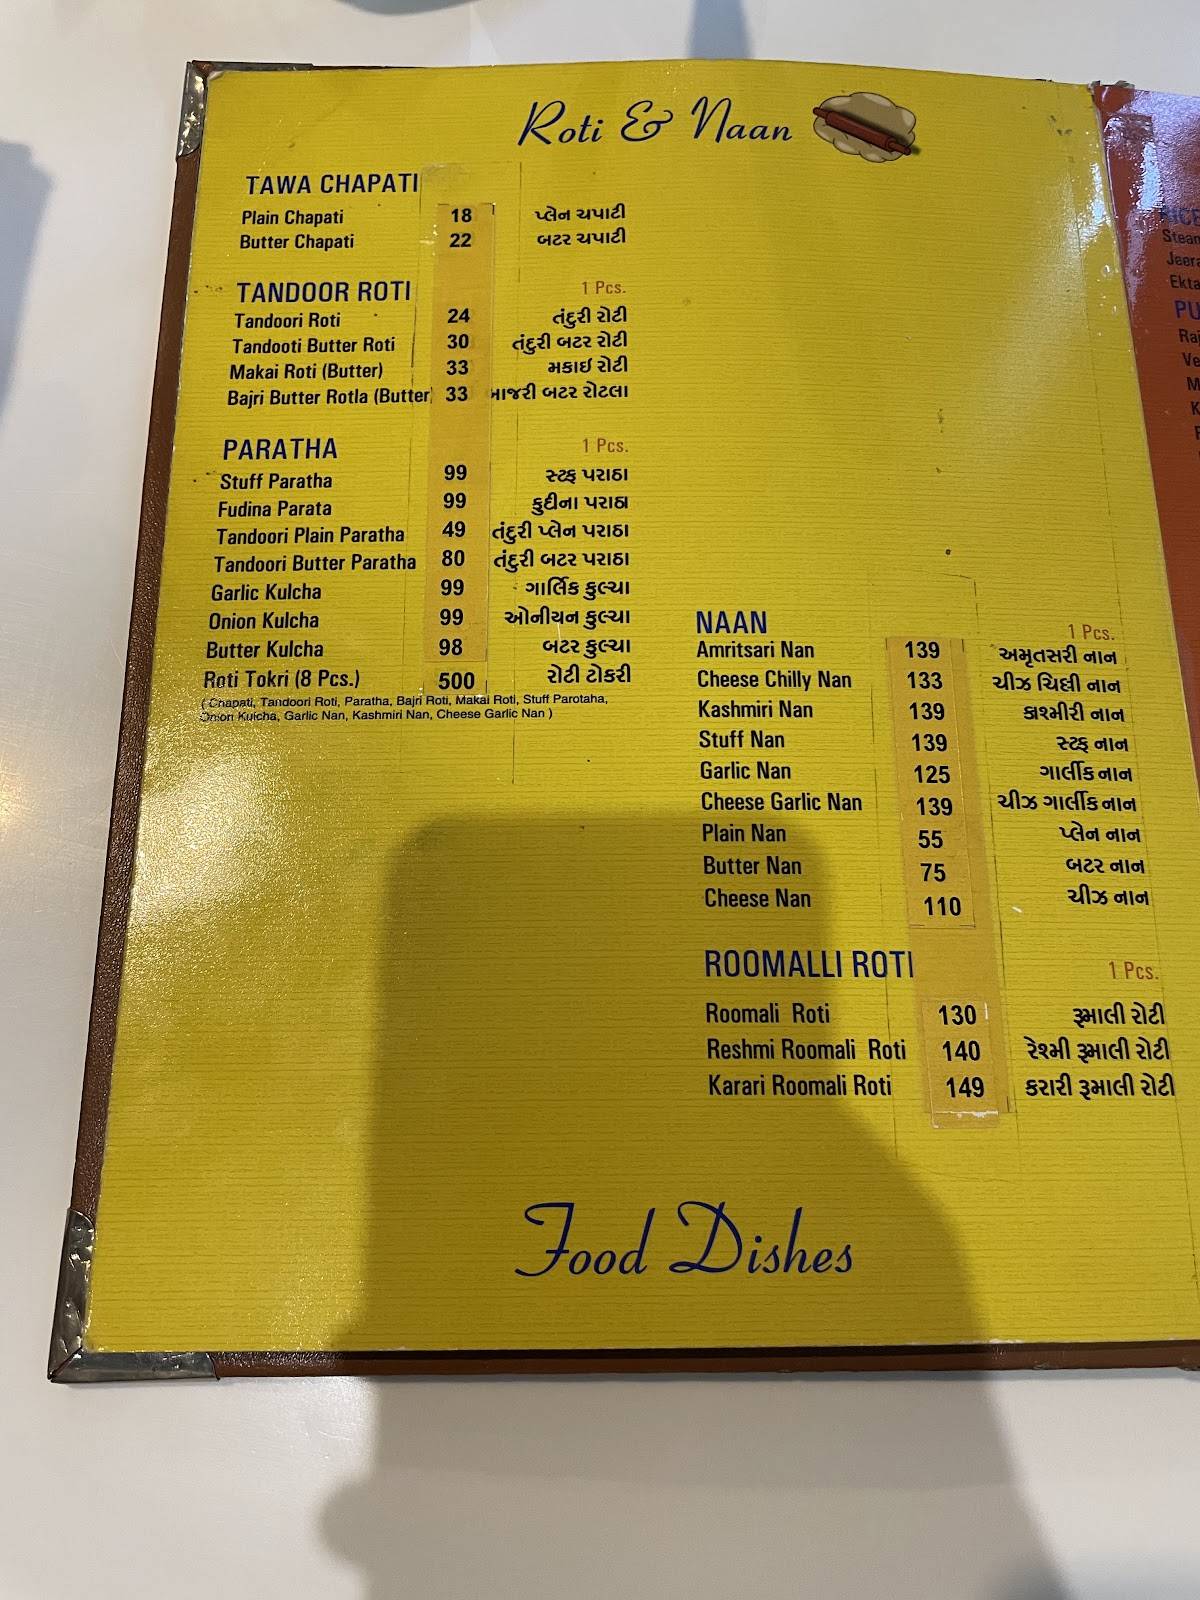 Roti & Naan
TAWA CHAPATI
Plain Chapati 18 પ્લેન ચપાટી
Butter Chapati 22 બટર ચપાટી
TANDOOR ROTI 1 Pcs.
Tandoori Roti 24 તંદુરી રોટી
Tandooti Butter Roti 30 તંદુરી બટર રોટી
Makai Roti (Butter) 33 મકાઇ રોટી
Bajri Butter Rotla (Butter 33 બાજરી બટર રોટલા
PARATHA 1 Pcs.
Stuff Paratha 99 સ્ટફ પરાઠા
Fudina Parata 99 ફુદીના પરાઠા
Tandoori Plain Paratha 49 તંદુરી પ્લેન પરાઠા
Tandoori Butter Paratha 80 તંદુરી બટર પરાઠા
Garlic Kulcha 99 ગાર્લિક કુલ્ચા
Onion Kulcha 99 ઓનીયન કુલ્ચા
Butter Kulcha 98 બટર કુલ્ચા
Roti Tokri (8 Pcs.) 500 રોટી ટોકરી
( Chapati, Tandoori Roti, Paratha, Bajri Roti, Makai Roti, Stuff Parotaha,
Onion Kulcha, Garlic Nan, Kashmiri Nan, Cheese Garlic Nan )
NAAN 1 Pcs.
Amritsari Nan 139 અમૃતસરી નાન
Cheese Chilly Nan 133 ચીઝ ચિલ્લી નાન
Kashmiri Nan 139 કાશ્મીરી નાન
Stuff Nan 139 સ્ટફ નાન
Garlic Nan 125 ગાર્લીક નાન
Cheese Garlic Nan 139 ચીઝ ગાર્લીક નાન
Plain Nan 55 પ્લેન નાન
Butter Nan 75 બટર નાન
Cheese Nan 110 ચીઝ નાન
ROOMALLI ROTI 1 Pcs.
Roomali Roti 130 રૂમાલી રોટી
Reshmi Roomali Roti 140 રેશ્મી રૂમાલી રોટી
Karari Roomali Roti 149 કરારી રૂમાલી રોટી
Food Dishes
RICE